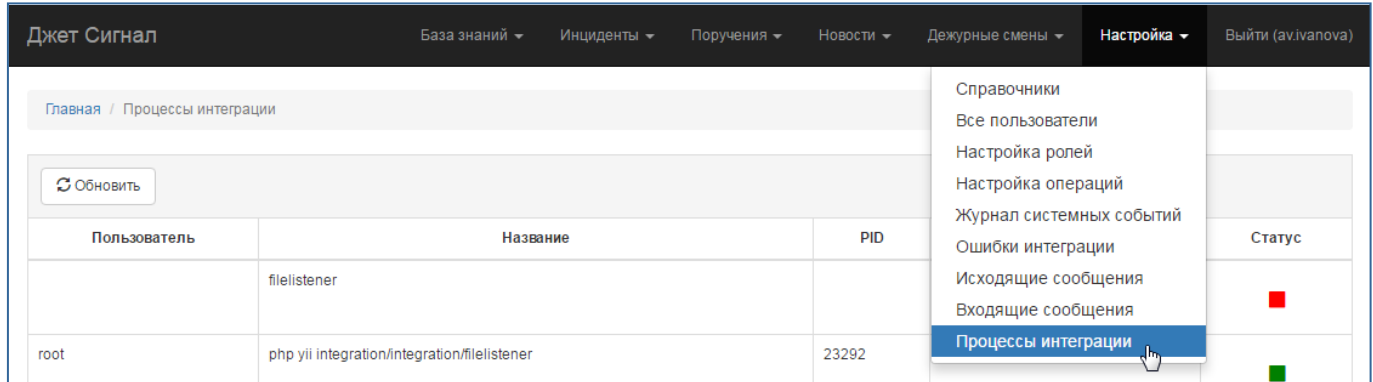 Джет Сигнал База знаний Инциденты Поручения Новости Дежурные смены Настройка Выйти (av.ivanova)
Справочники
Главная / Процессы интеграции
Все пользователи
Настройка ролей
Обновить
Настройка операций
Журнал системных событий
Пользователь Название PID Статус
Ошибки интеграции
filelistener
Исходящие сообщения
Входящие сообщения
Процессы интеграции
root php yii integration/integration/filelistener 23292